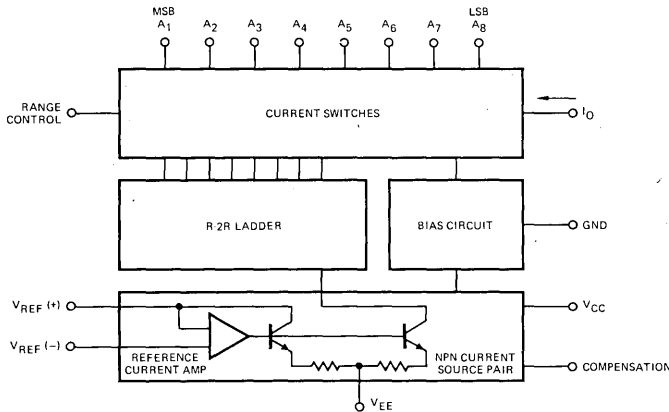 MSB LSB
A1 A2 A3 A4 A5 A6 A7 A8
RANGE
CONTROL
CURRENT SWITCHES
IO
R-2R LADDER
BIAS CIRCUIT
GND
VREF (+)
VCC
VREF (−)
REFERENCE
CURRENT AMP
NPN CURRENT
SOURCE PAIR
COMPENSATION
VEE